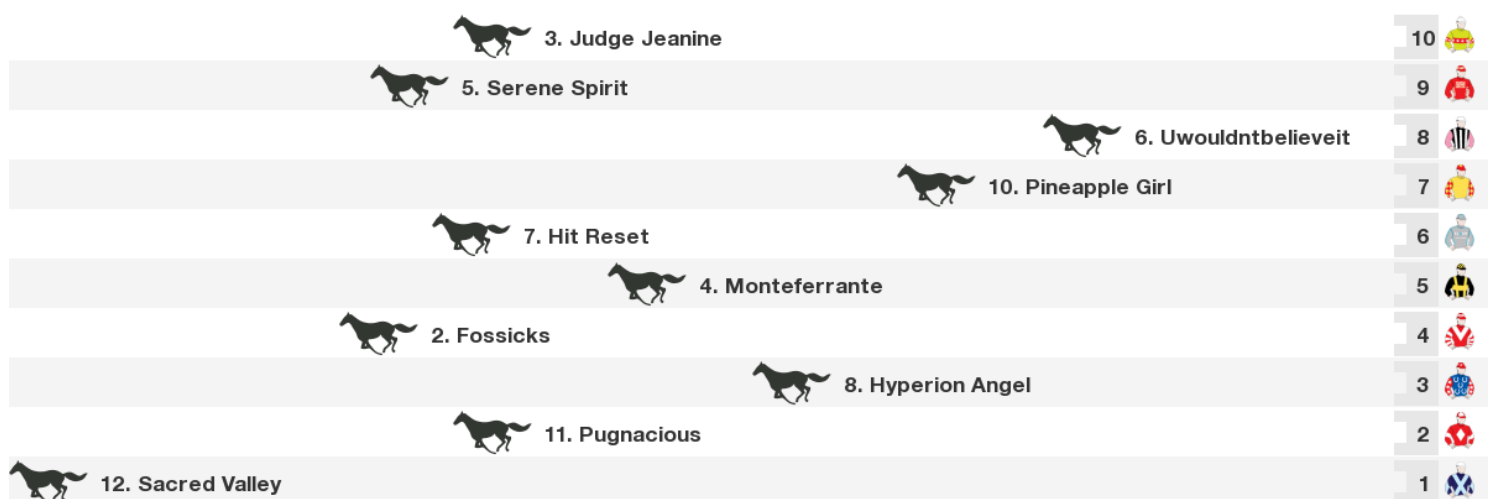 3. Judge Jeanine 10
5. Serene Spirit 9
6. Uwouldntbelieveit 8
10. Pineapple Girl 7
7. Hit Reset 6
4. Monteferrante 5
2. Fossicks 4
8. Hyperion Angel 3
11. Pugnacious 2
12. Sacred Valley 1